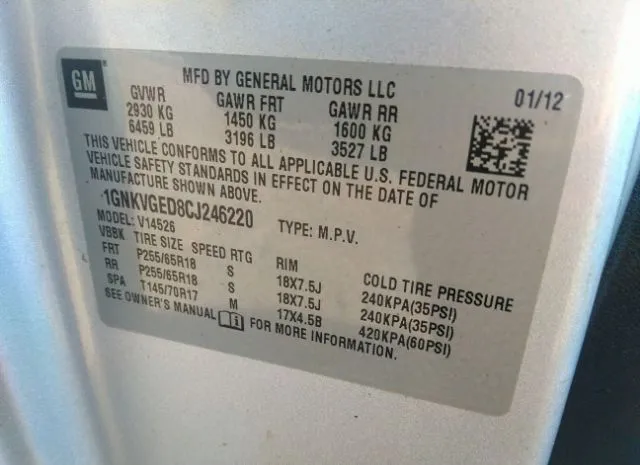 GM
MFD BY GENERAL MOTORS LLC
01/12
GVWR GAWR FRT GAWR RR
2930 KG 1450 KG 1600 KG
6459 LB 3196 LB 3527 LB
THIS VEHICLE CONFORMS TO ALL APPLICABLE U.S. FEDERAL MOTOR
VEHICLE SAFETY STANDARDS IN EFFECT ON THE DATE OF
MANUFACTURE SHOWN ABOVE.
1GNKVGED8CJ246220 TYPE: M.P.V.
MODEL: V14526
VBBK TIRE SIZE SPEED RTG RIM COLD TIRE PRESSURE
FRT P255/65R18 S 18X7.5J 240KPA(35PSI)
RR P255/65R18 S 18X7.5J 240KPA(35PSI)
SPA T145/70R17 M 17X4.5B 420KPA(60PSI)
SEE OWNER'S MANUAL i FOR MORE INFORMATION.